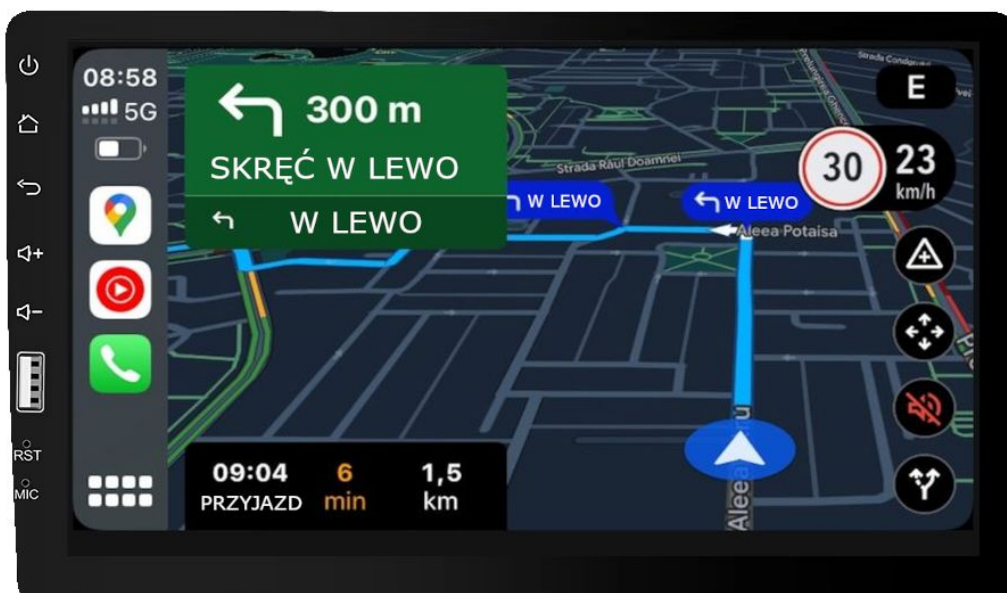 08:58
5G
300 m
SKRĘĆ W LEWO
W LEWO
W LEWO
W LEWO
Strada Raul Doamnei
Aleea Potaisa
E
30
23
km/h
09:04 6 1,5
PRZYJAZD min km
Aleea
RST
MIC